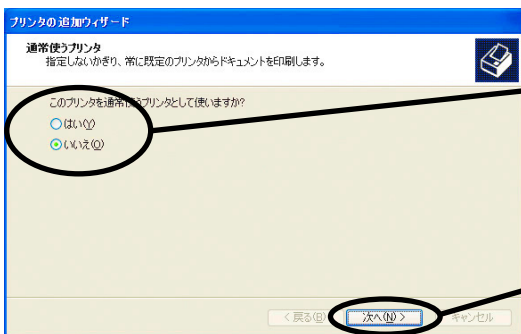 プリンタの追加ウィザード
通常使うプリンタ
指定しないかぎり、常に既定のプリンタからドキュメントを印刷します。
このプリンタを通常使うプリンタとして使いますか?
はい(Y)
いいえ(O)
< 戻る(B)
次へ(N) >
キャンセル